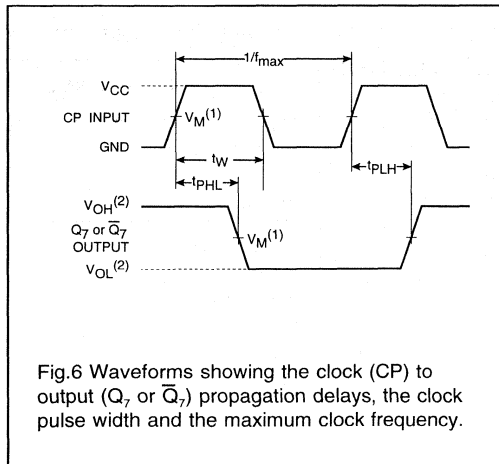 1/fmax
VCC
CP INPUT
VM(1)
GND
tW
tPHL
tPLH
VOH(2)
Q7 or Q̅7
OUTPUT
VM(1)
VOL(2)
Fig.6 Waveforms showing the clock (CP) to
output (Q7 or Q̅7) propagation delays, the clock
pulse width and the maximum clock frequency.